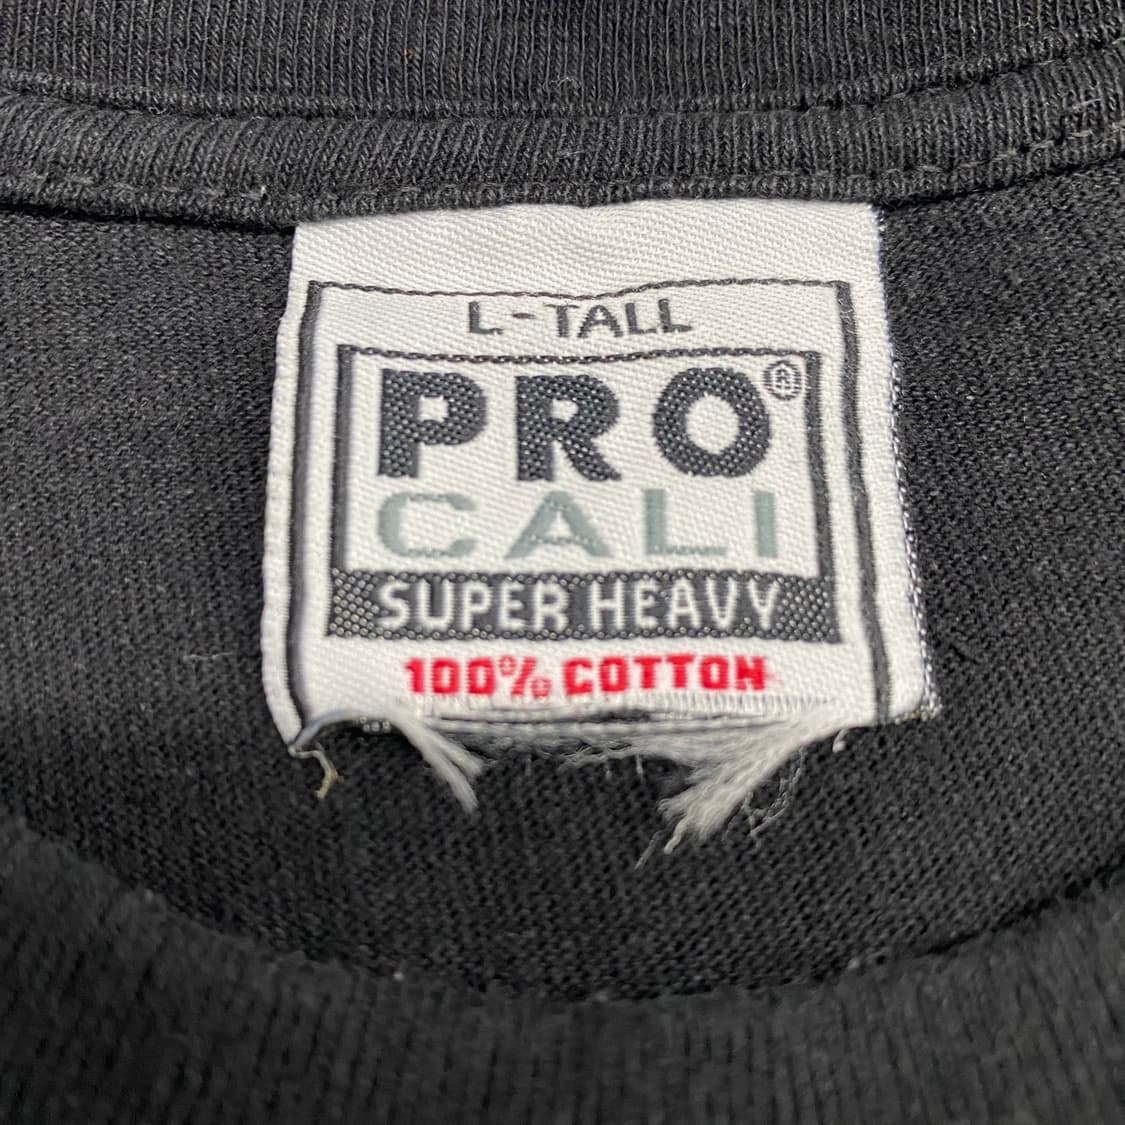 L-TALL
PRO®
CALI
SUPER HEAVY
100% COTTON